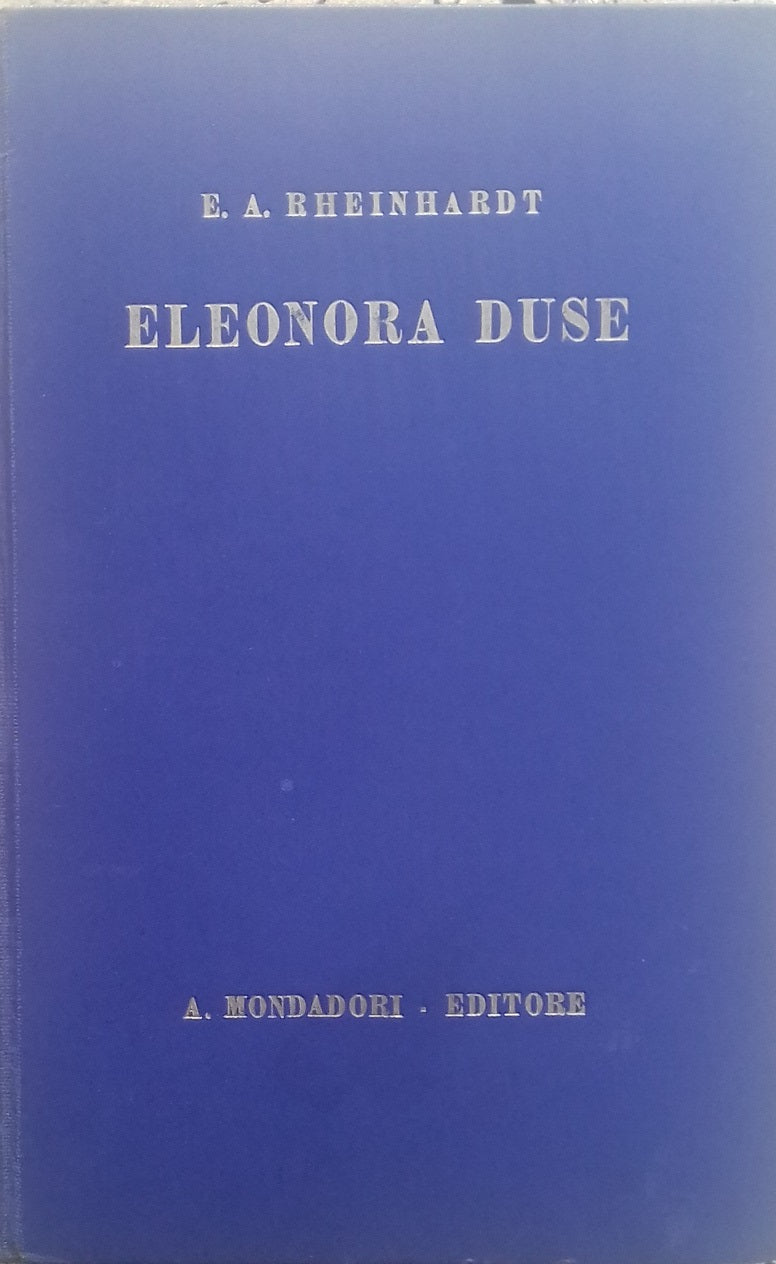 E. A. RHEINHARDT
ELEONORA DUSE
A. MONDADORI - EDITORE